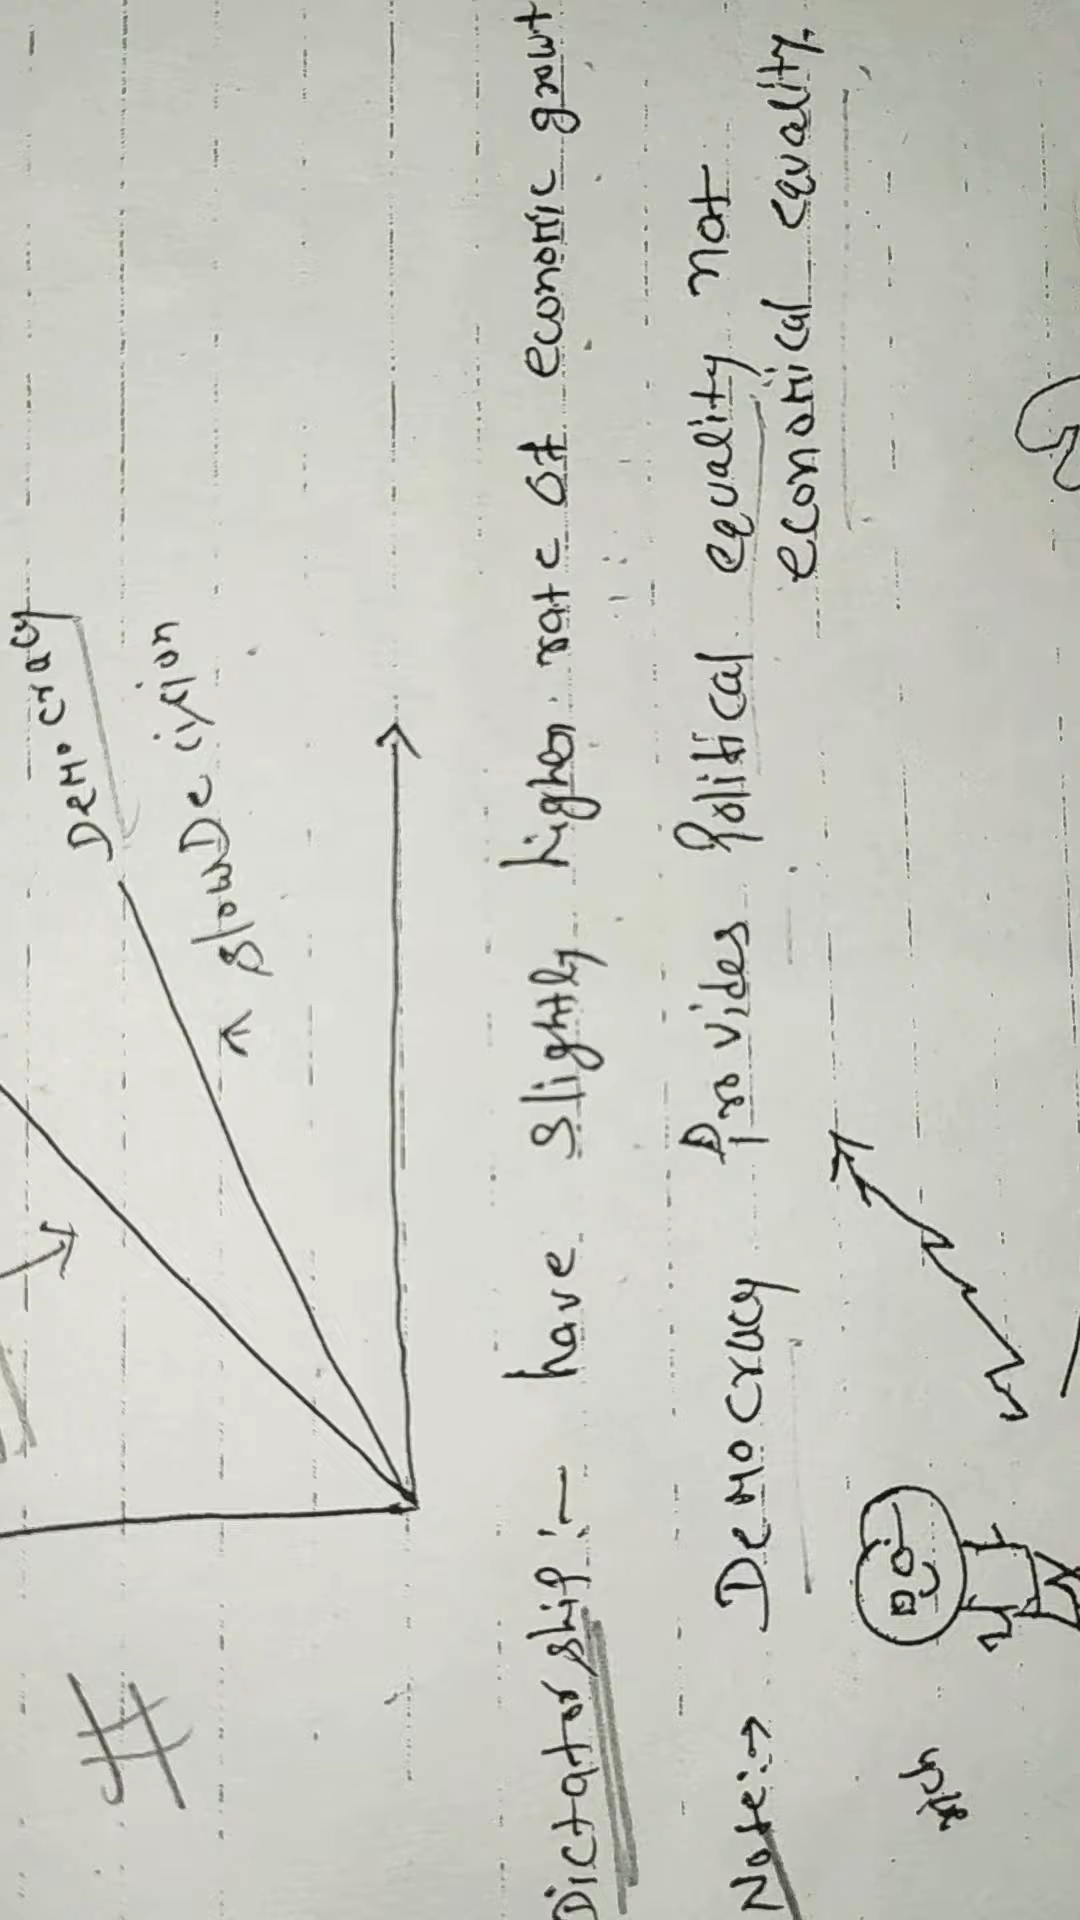 #
Democracy
slow Decision
Dictatorship:— have slightly higher rate of economic growt
Note:→ Democracy Provides Political equality not
economical equality.
rich